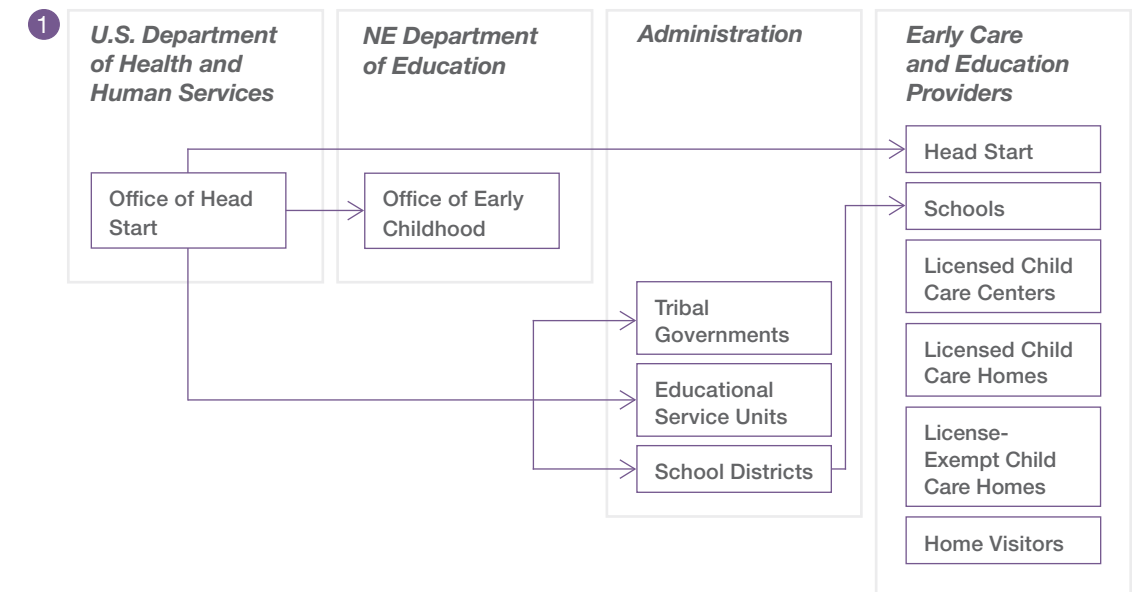 1
U.S. Department
of Health and
Human Services
Office of Head
Start
NE Department
of Education
Office of Early
Childhood
Administration
Tribal
Governments
Educational
Service Units
School Districts
Early Care
and Education
Providers
Head Start
Schools
Licensed Child
Care Centers
Licensed Child
Care Homes
License-
Exempt Child
Care Homes
Home Visitors